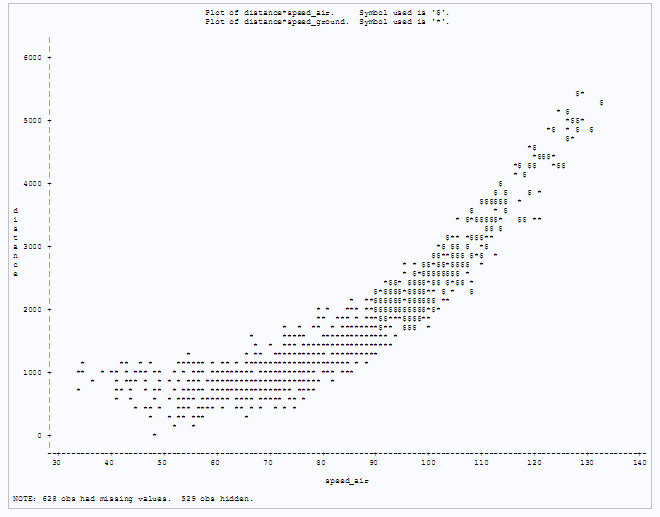 Plot of distance*speed_air. Symbol used is '$'.
Plot of distance*speed_ground. Symbol used is '*'.
6000
5000
4000
distance
3000
2000
1000
0
30 40 50 60 70 80 90 100 110 120 130 140
speed_air
NOTE: 628 obs had missing values. 529 obs hidden.